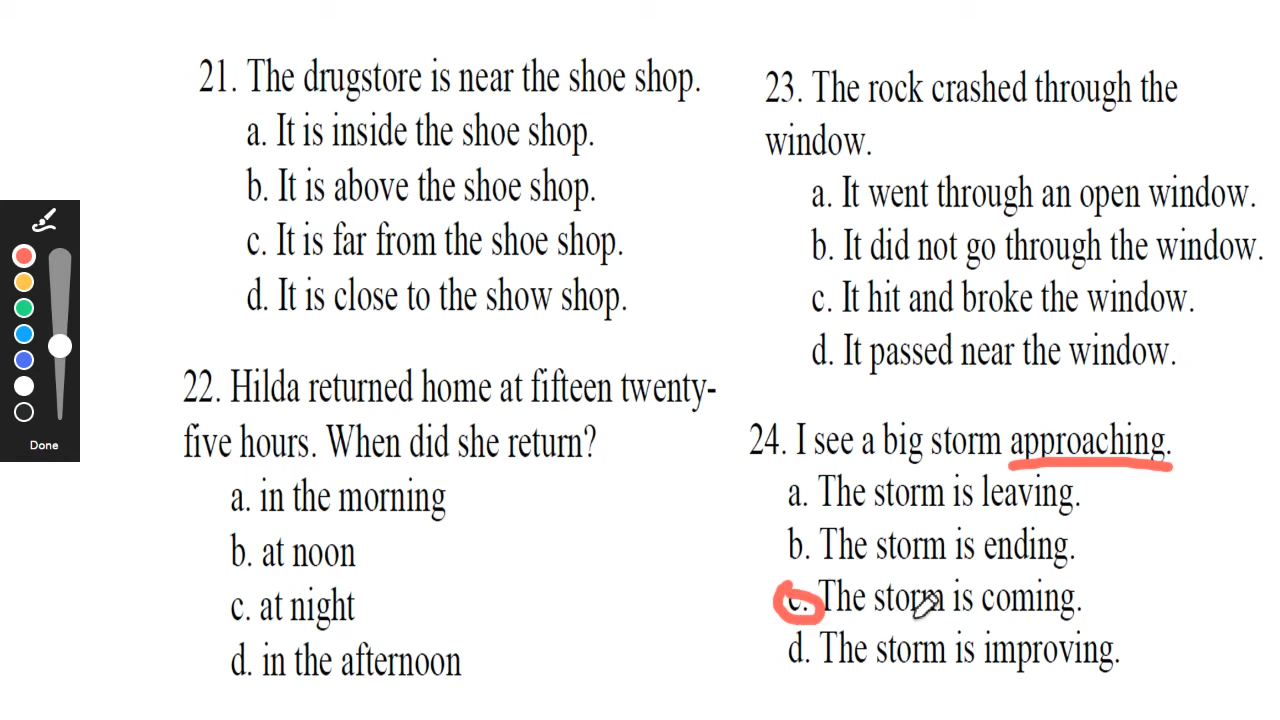 21. The drugstore is near the shoe shop.
a. It is inside the shoe shop.
b. It is above the shoe shop.
c. It is far from the shoe shop.
d. It is close to the show shop.
22. Hilda returned home at fifteen twenty-
five hours. When did she return?
a. in the morning
b. at noon
c. at night
d. in the afternoon
23. The rock crashed through the
window.
a. It went through an open window.
b. It did not go through the window.
c. It hit and broke the window.
d. It passed near the window.
24. I see a big storm approaching.
a. The storm is leaving.
b. The storm is ending.
c. The storm is coming.
d. The storm is improving.
Done